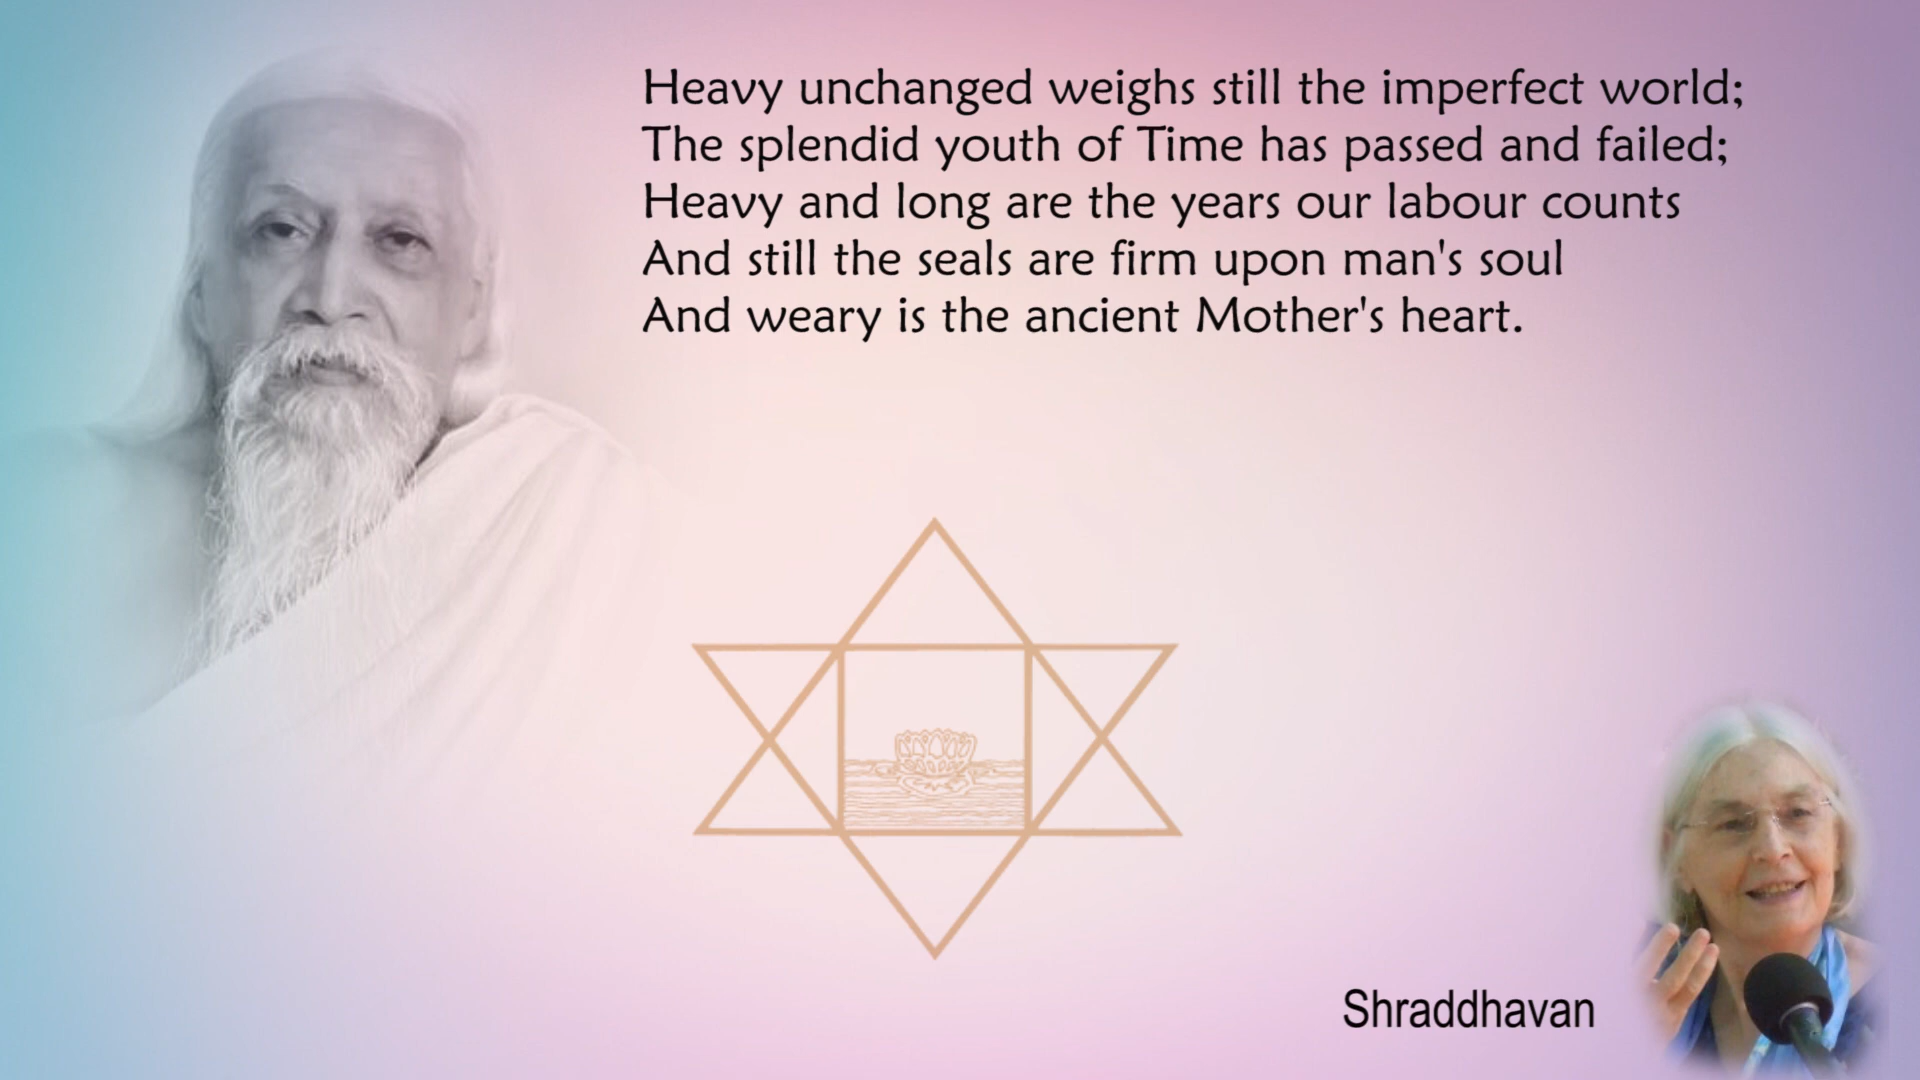 Heavy unchanged weighs still the imperfect world;
The splendid youth of Time has passed and failed;
Heavy and long are the years our labour counts
And still the seals are firm upon man's soul
And weary is the ancient Mother's heart.
Shraddhavan